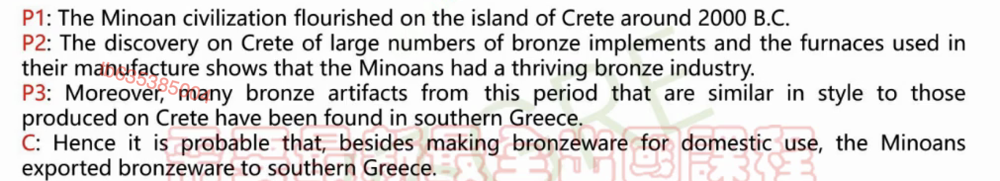 P1: The Minoan civilization flourished on the island of Crete around 2000 B.C.
P2: The discovery on Crete of large numbers of bronze implements and the furnaces used in
their manufacture shows that the Minoans had a thriving bronze industry.
P3: Moreover, many bronze artifacts from this period that are similar in style to those
produced on Crete have been found in southern Greece.
C: Hence it is probable that, besides making bronzeware for domestic use, the Minoans
exported bronzeware to southern Greece.